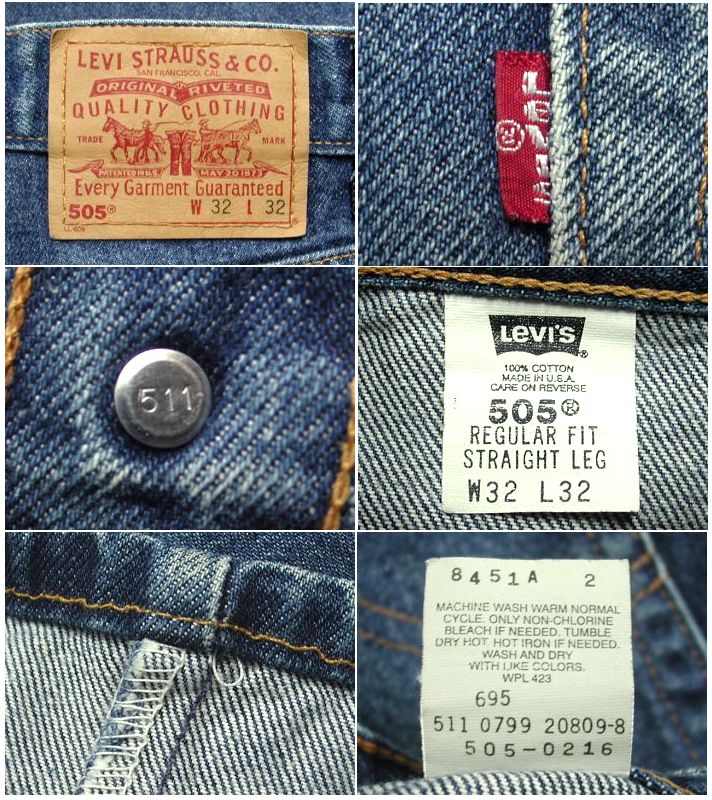 LEVI STRAUSS & CO.
SAN FRANCISCO, CAL.
ORIGINAL RIVETED
QUALITY CLOTHING
TRADE MARK
PATENTED IN U.S. MAY 20 1873
Every Garment Guaranteed
505® W 32 L 32
LEVI'S
®
511
LEVI'S®
100% COTTON
MADE IN U.S.A.
CARE ON REVERSE
505®
REGULAR FIT
STRAIGHT LEG
W32 L32
8451A 2
MACHINE WASH WARM NORMAL
CYCLE. ONLY NON-CHLORINE
BLEACH IF NEEDED. TUMBLE
DRY HOT. HOT IRON IF NEEDED.
WASH AND DRY
WITH LIKE COLORS.
WPL 423
695
511 0799 20809-8
505-0216